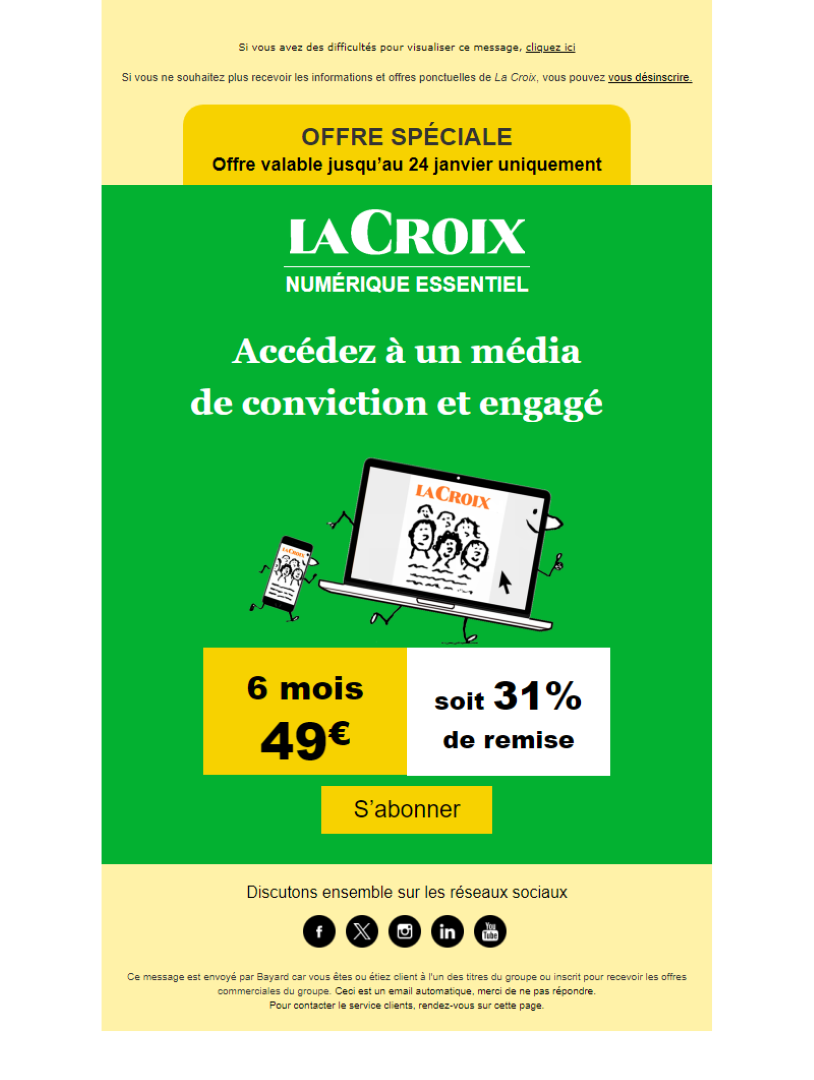 Si vous avez des difficultés pour visualiser ce message, cliquez ici
Si vous ne souhaitez plus recevoir les informations et offres ponctuelles de La Croix, vous pouvez vous désinscrire.
OFFRE SPÉCIALE
Offre valable jusqu'au 24 janvier uniquement
LA CROIX
NUMÉRIQUE ESSENTIEL
Accédez à un média
de conviction et engagé
LA CROIX
LA CROIX
6 mois
49€
soit 31%
de remise
S'abonner
Discutons ensemble sur les réseaux sociaux
f X in You Tube
Ce message est envoyé par Bayard car vous êtes ou étiez client à l'un des titres du groupe ou inscrit pour recevoir les offres
commerciales du groupe. Ceci est un email automatique, merci de ne pas répondre.
Pour contacter le service clients, rendez-vous sur cette page.